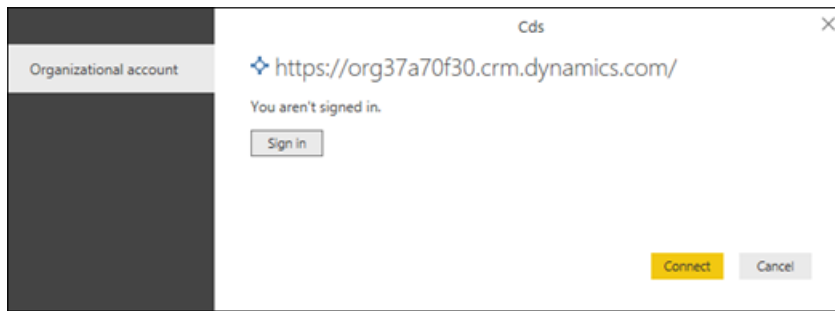 Cds
Organizational account
https://org37a70f30.crm.dynamics.com/
You aren't signed in.
Sign in
Connect
Cancel